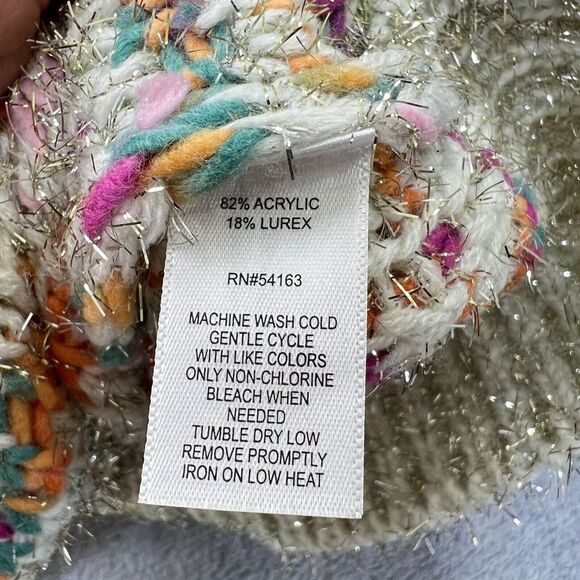 82% ACRYLIC
18% LUREX
RN#54163
MACHINE WASH COLD
GENTLE CYCLE
WITH LIKE COLORS
ONLY NON-CHLORINE
BLEACH WHEN
NEEDED
TUMBLE DRY LOW
REMOVE PROMPTLY
IRON ON LOW HEAT